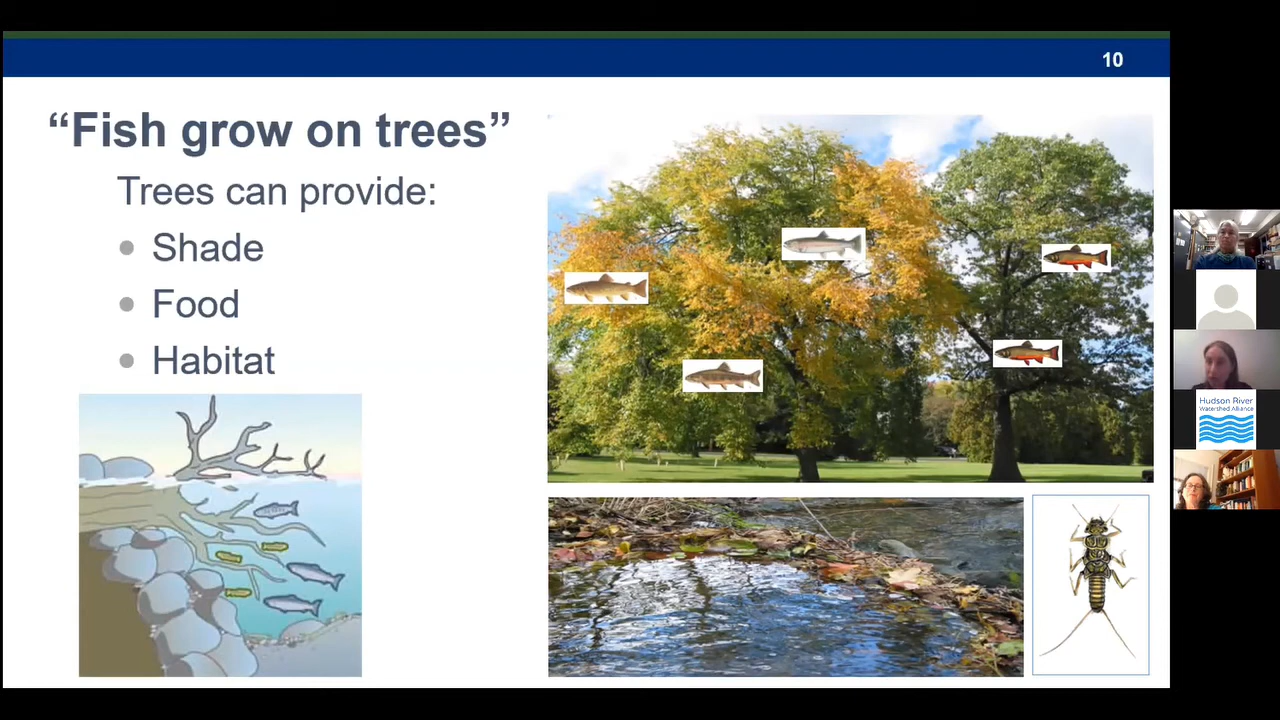 10
“Fish grow on trees”
Trees can provide:
Shade
Food
Habitat
Hudson River
Watershed Alliance